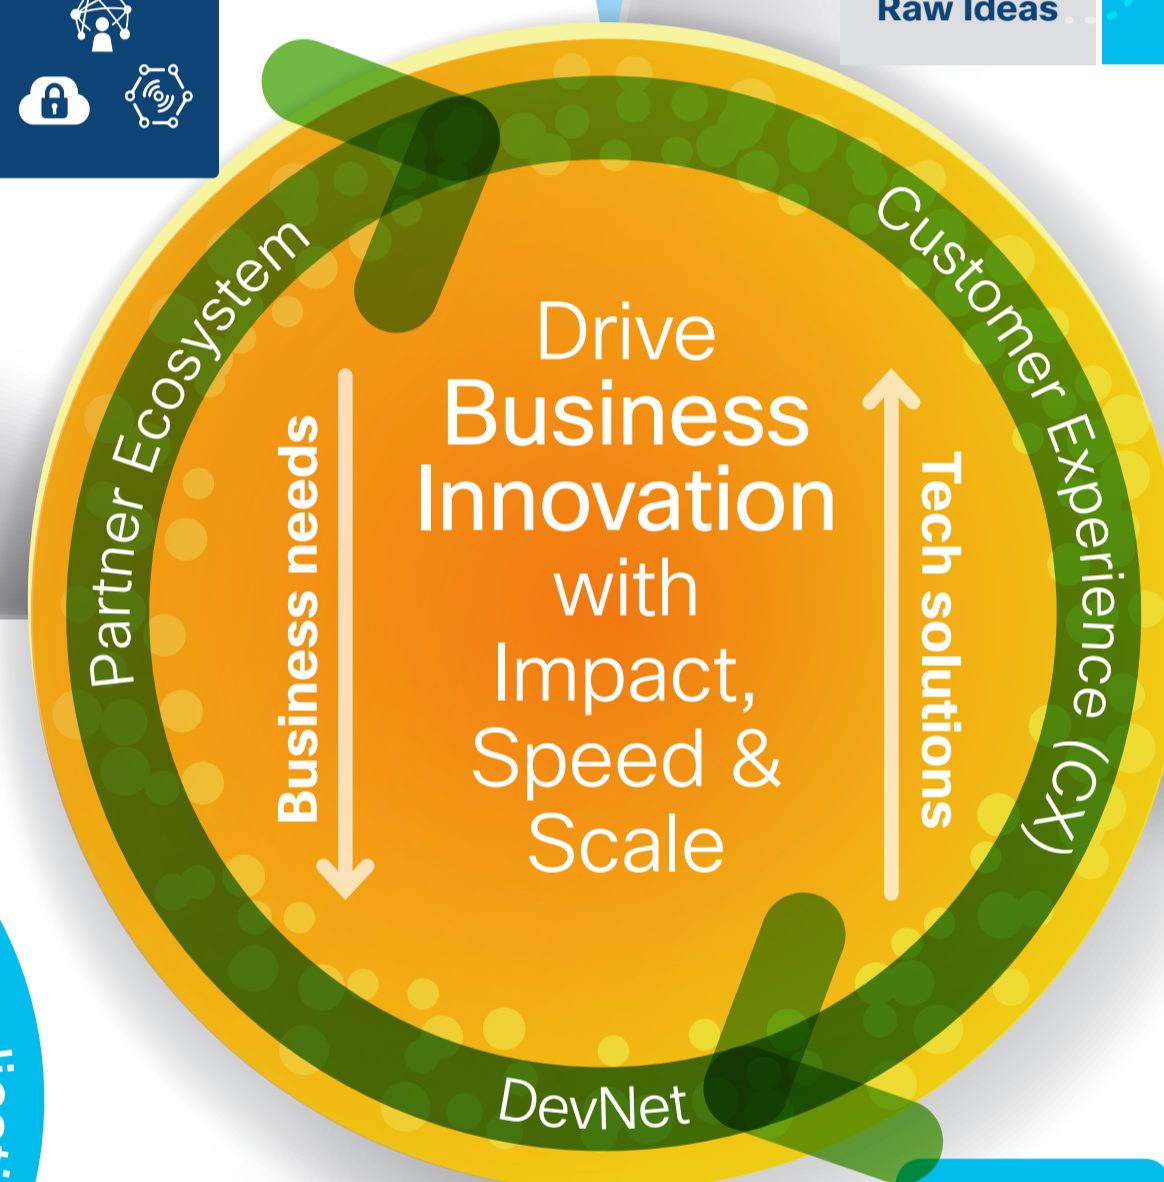 Raw Ideas
Partner Ecosystem
Customer Experience (CX)
Business needs
Drive
Business
Innovation
with
Impact,
Speed &
Scale
Tech solutions
DevNet